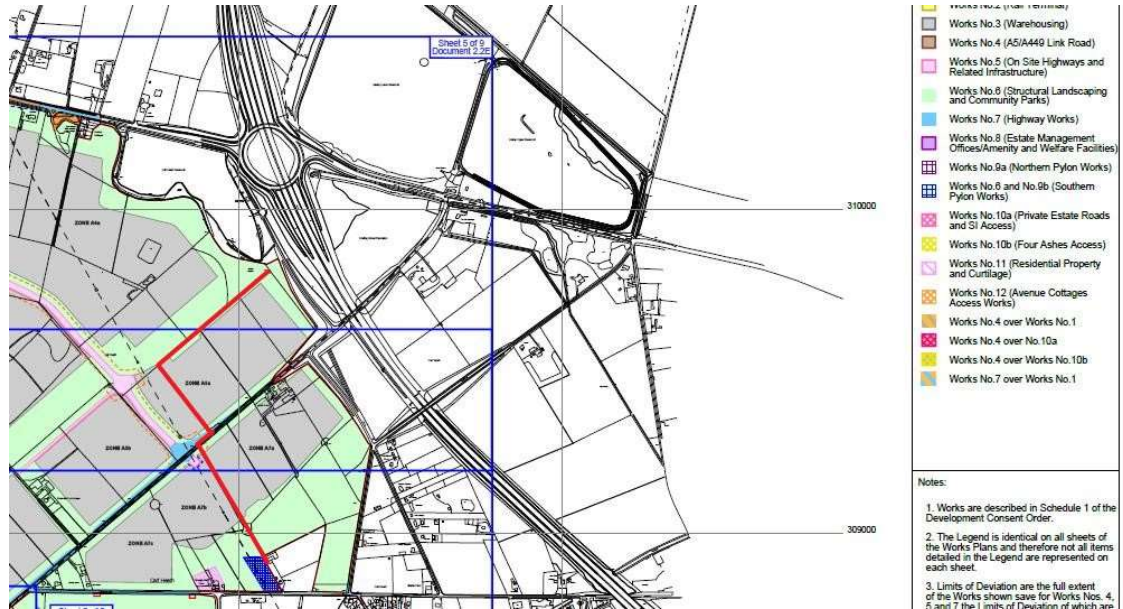 Sheet 5 of 9
Document 2.2E
ZONE A4a
310000
ZONE A7a
ZONE A7b
309000
Works No.2 (Rail Terminal)
Works No.3 (Warehousing)
Works No.4 (A5/A449 Link Road)
Works No.5 (On Site Highways and
Related Infrastructure)
Works No.6 (Structural Landscaping
and Community Parks)
Works No.7 (Highway Works)
Works No.8 (Estate Management
Offices/Amenity and Welfare Facilities)
Works No.9a (Northern Pylon Works)
Works No.6 and No.9b (Southern
Pylon Works)
Works No.10a (Private Estate Roads
and SI Access)
Works No.10b (Four Ashes Access)
Works No.11 (Residential Property
and Curtilage)
Works No.12 (Avenue Cottages
Access Works)
Works No.4 over Works No.1
Works No.4 over No.10a
Works No.4 over Works No.10b
Works No.7 over Works No.1
Notes:
1. Works are described in Schedule 1 of the
Development Consent Order.
2. The Legend is identical on all sheets of
the Works Plans and therefore not all items
detailed in the Legend are represented on
each sheet.
3. Limits of Deviation are the full extent
of the Works shown save for Works Nos. 4,
5 and 7 the Limits of Deviation of which are